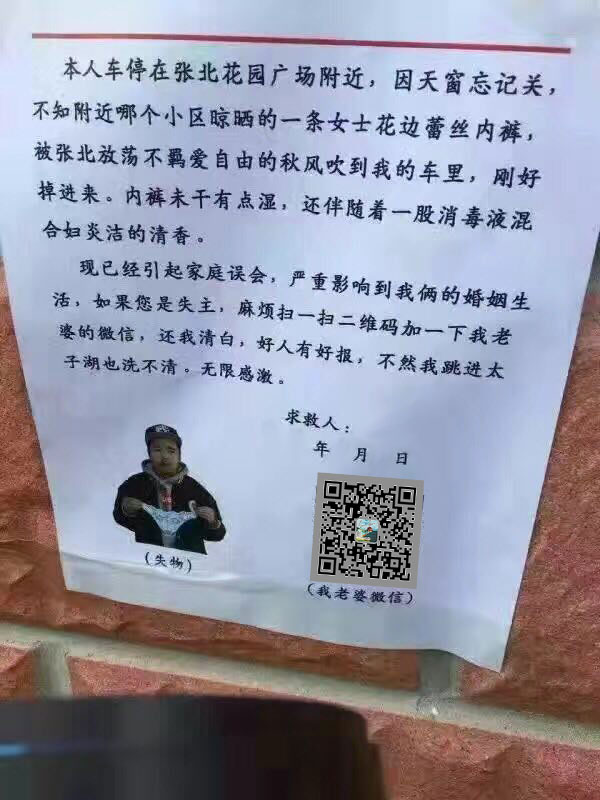 本人车停在张北花园广场附近，因天窗忘记关，
不知附近哪个小区晾晒的一条女士花边蕾丝内裤，
被张北放荡不羁爱自由的秋风吹到我的车里，刚好
掉进来。内裤未干有点湿，还伴随着一股消毒液混
合妇炎洁的清香。
现已经引起家庭误会，严重影响到我俩的婚姻生
活，如果您是失主，麻烦扫一扫二维码加一下我老
婆的微信，还我清白，好人有好报，不然我跳进太
子湖也洗不清。无限感激。
求救人：
年 月 日
（失物）
（我老婆微信）